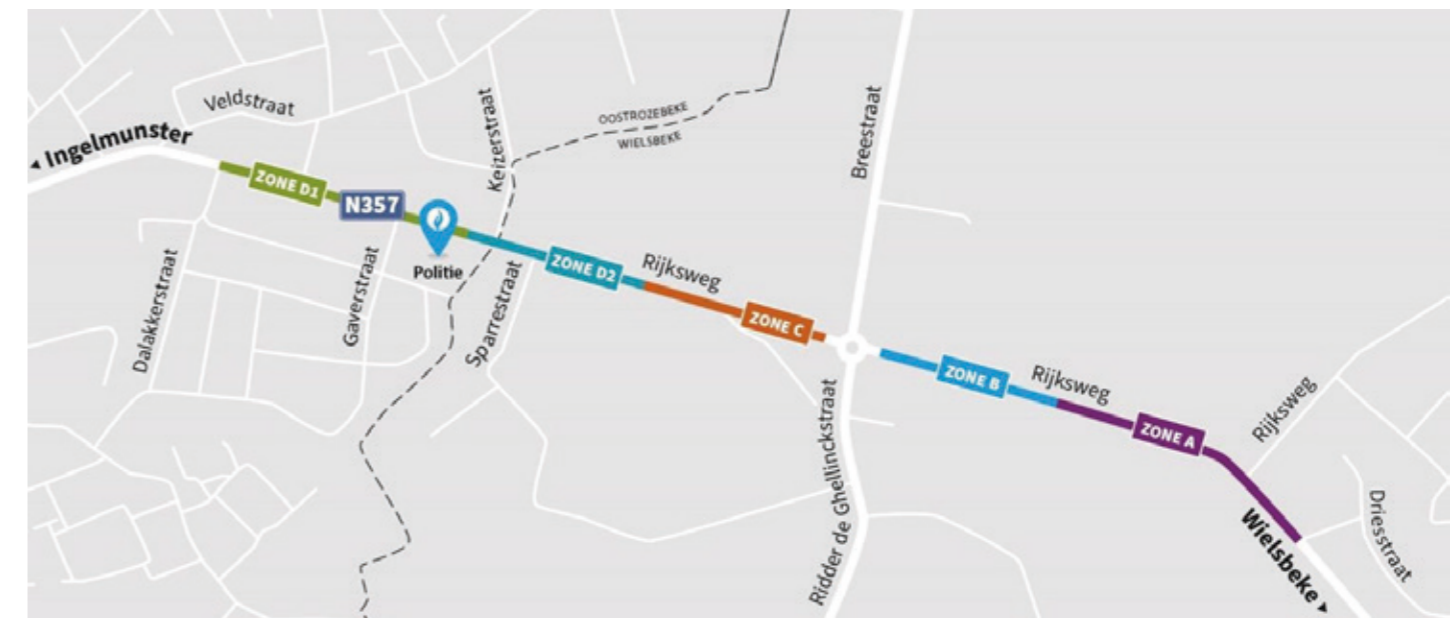 Veldstraat
Ingelmunster
Keizerstraat
OOSTROZEBEKE
WIELSBEKE
Breestraat
ZONE D1
N357
Politie
ZONE D2
Rijksweg
Dalakkerstraat
Gaverstraat
Sparrestraat
ZONE C
ZONE B
Rijksweg
ZONE A
Rijksweg
Ridder de Ghellinckstraat
Wielsbeke
Driesstraat